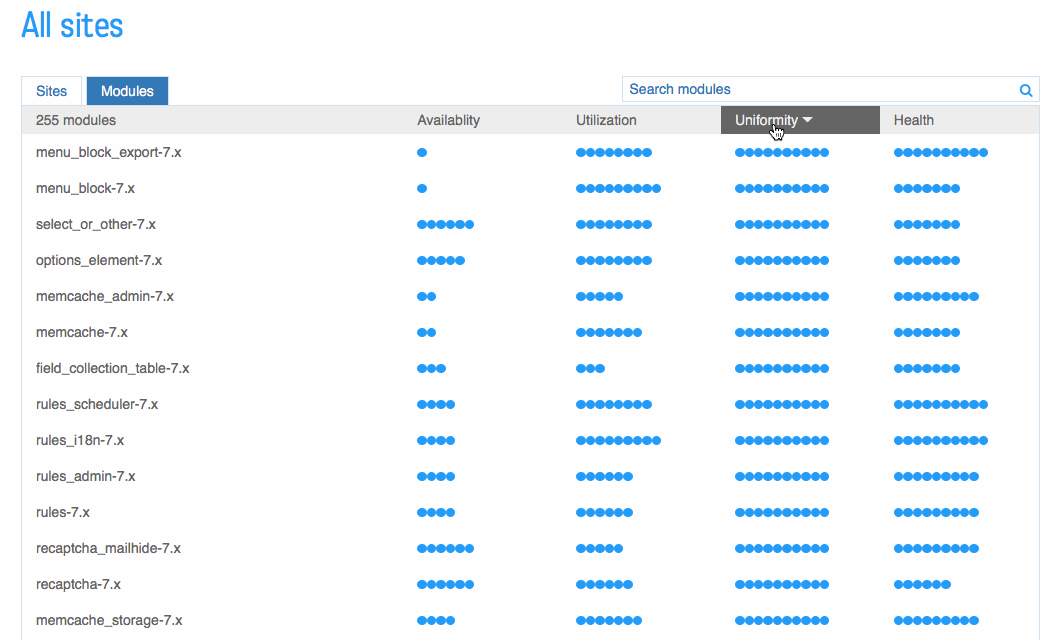 All sites
Sites Modules Search modules
255 modules Availablity Utilization Uniformity Health
menu_block_export-7.x
menu_block-7.x
select_or_other-7.x
options_element-7.x
memcache_admin-7.x
memcache-7.x
field_collection_table-7.x
rules_scheduler-7.x
rules_i18n-7.x
rules_admin-7.x
rules-7.x
recaptcha_mailhide-7.x
recaptcha-7.x
memcache_storage-7.x